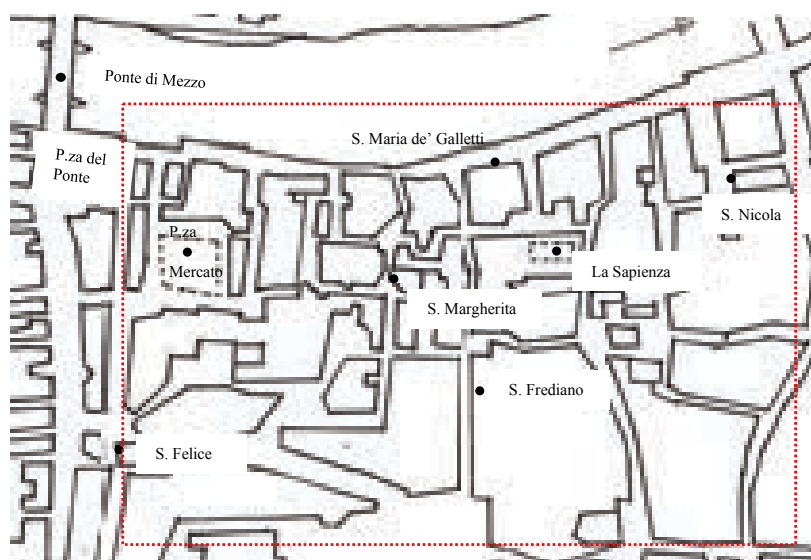 Ponte di Mezzo
S. Maria de’ Galletti
P.za del
Ponte
S. Nicola
P.za
Mercato
La Sapienza
S. Margherita
S. Frediano
S. Felice